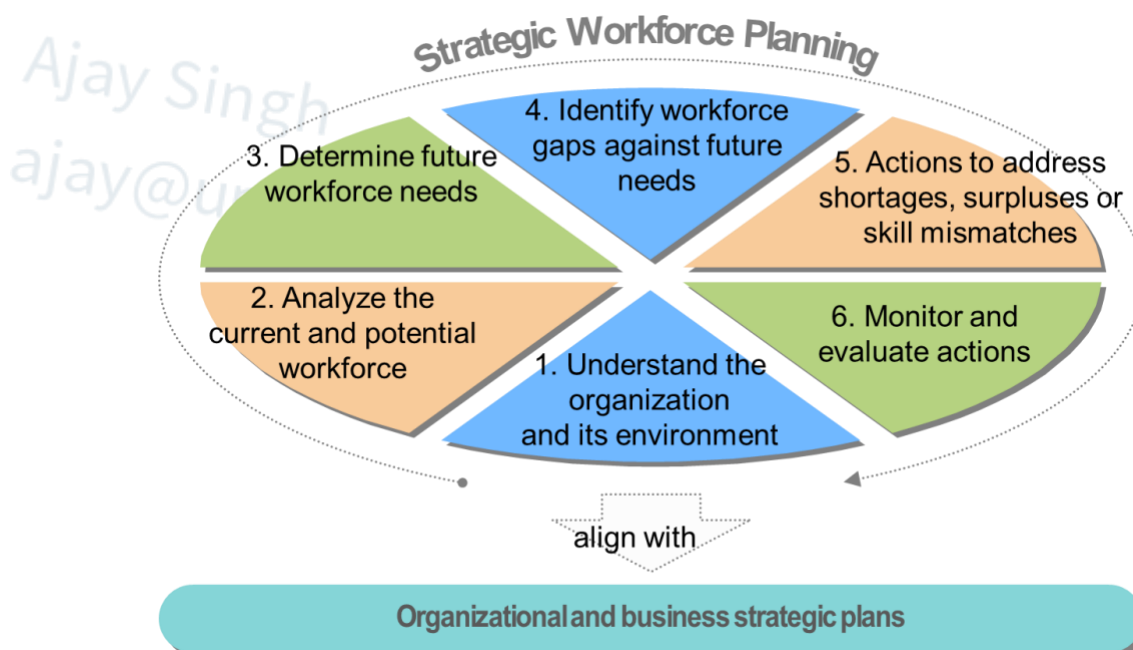 Strategic Workforce Planning
Ajay Singh
4. Identify workforce
gaps against future
needs
3. Determine future
workforce needs
5. Actions to address
shortages, surpluses or
skill mismatches
2. Analyze the
current and potential
workforce
6. Monitor and
evaluate actions
1. Understand the
organization
and its environment
align with
Organizational and business strategic plans